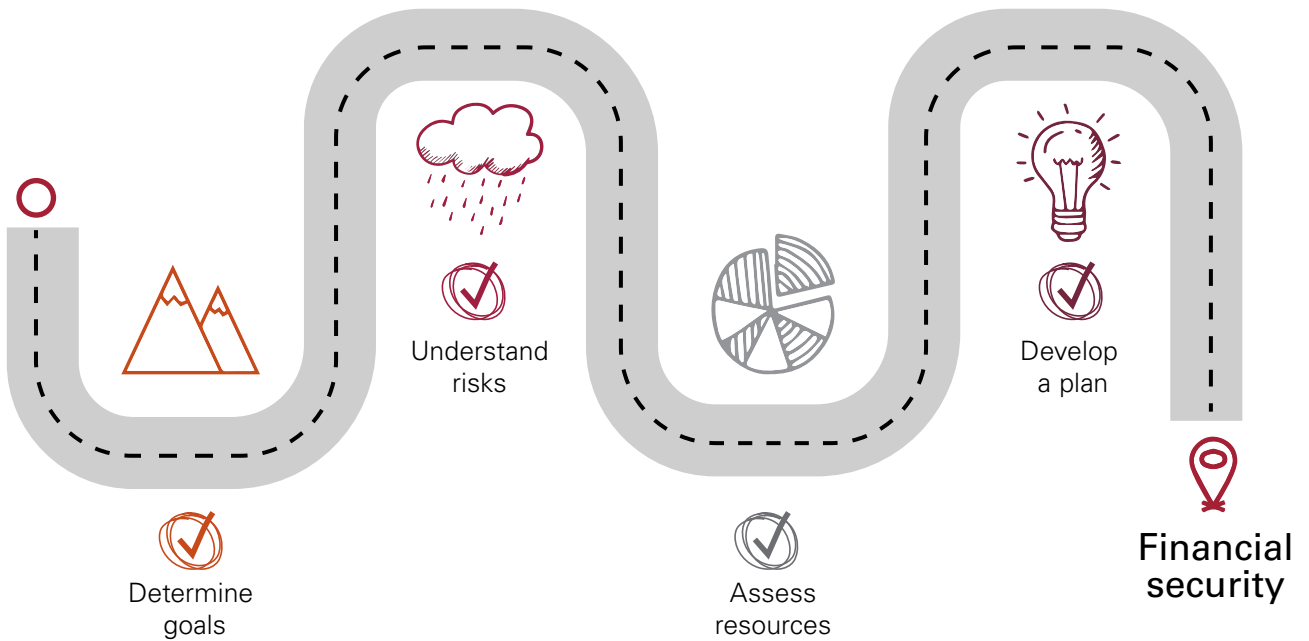 Determine
goals
Understand
risks
Assess
resources
Develop
a plan
Financial
security